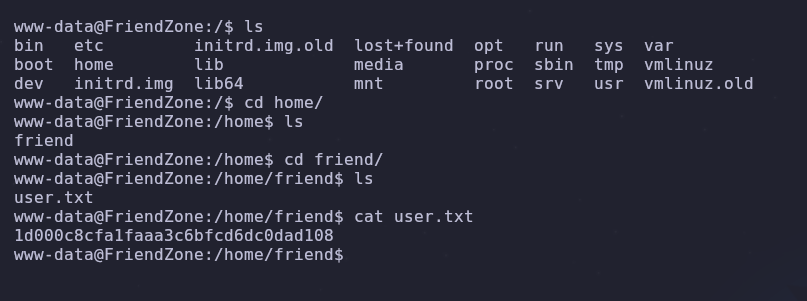 www-data@FriendZone:/$ ls
bin   etc         initrd.img.old  lost+found  opt   run   sys  var
boot  home        lib             media       proc  sbin  tmp  vmlinuz
dev   initrd.img  lib64           mnt         root  srv   usr  vmlinuz.old
www-data@FriendZone:/$ cd home/
www-data@FriendZone:/home$ ls
friend
www-data@FriendZone:/home$ cd friend/
www-data@FriendZone:/home/friend$ ls
user.txt
www-data@FriendZone:/home/friend$ cat user.txt
1d000c8cfa1faaa3c6bfcd6dc0dad108
www-data@FriendZone:/home/friend$